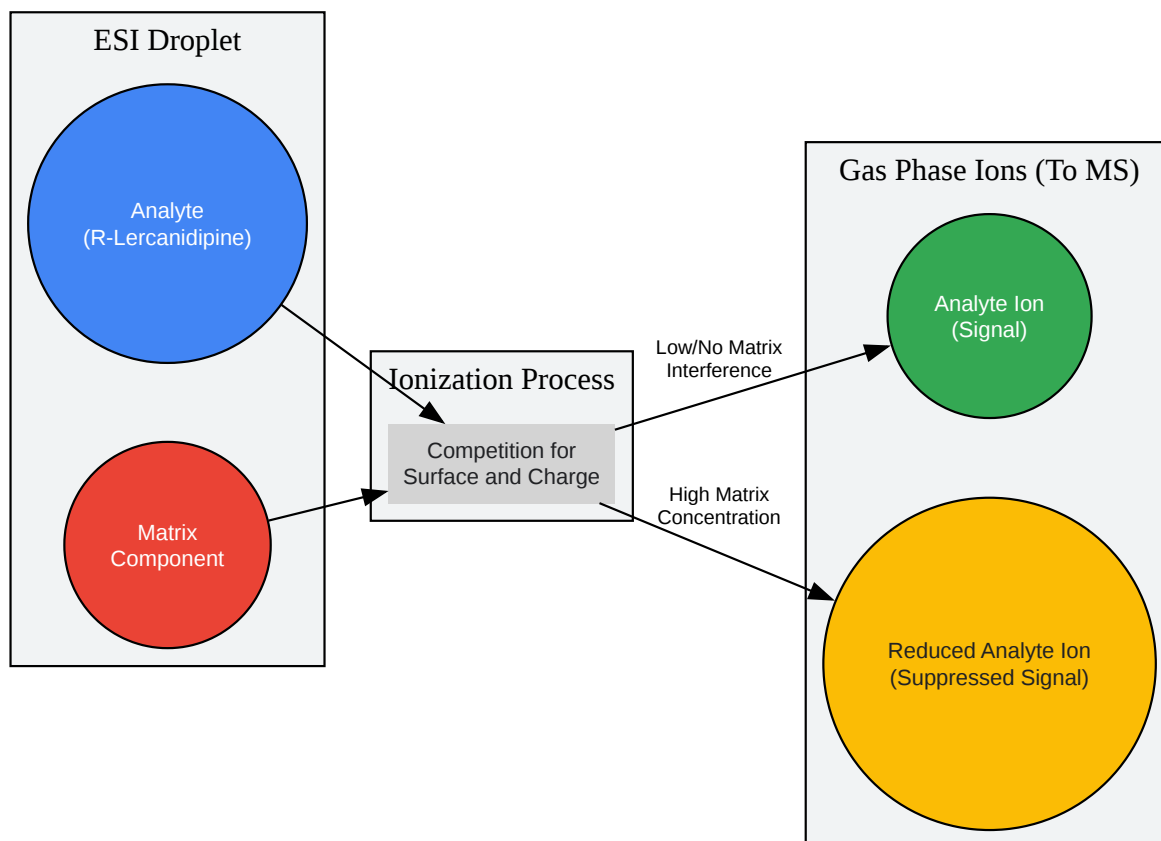 ESI Droplet
Analyte
(R-Lercanidipine)
Matrix
Component
Ionization Process
Competition for
Surface and Charge
Low/No Matrix
Interference
High Matrix
Concentration
Gas Phase Ions (To MS)
Analyte Ion
(Signal)
Reduced Analyte Ion
(Suppressed Signal)